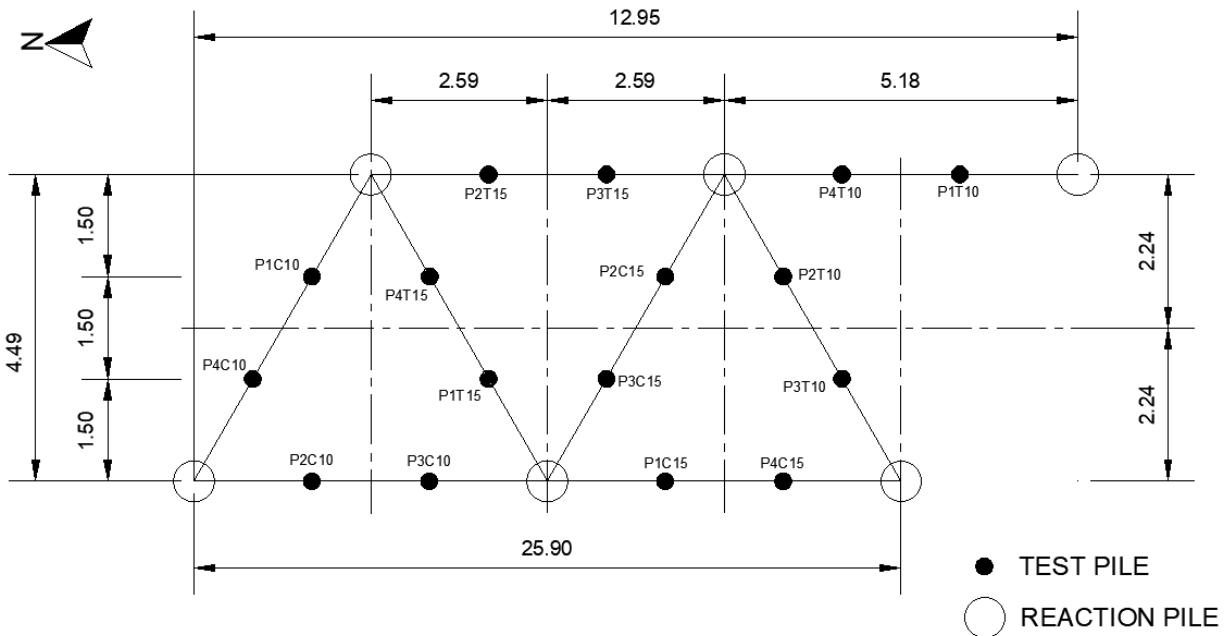 N
12.95
2.59
2.59
5.18
P2T15
P3T15
P4T10
P1T10
4.49
1.50
1.50
1.50
P1C10
P4T15
P2C15
P2T10
2.24
2.24
P4C10
P1T15
P3C15
P3T10
P2C10
P3C10
P1C15
P4C15
25.90
TEST PILE
REACTION PILE